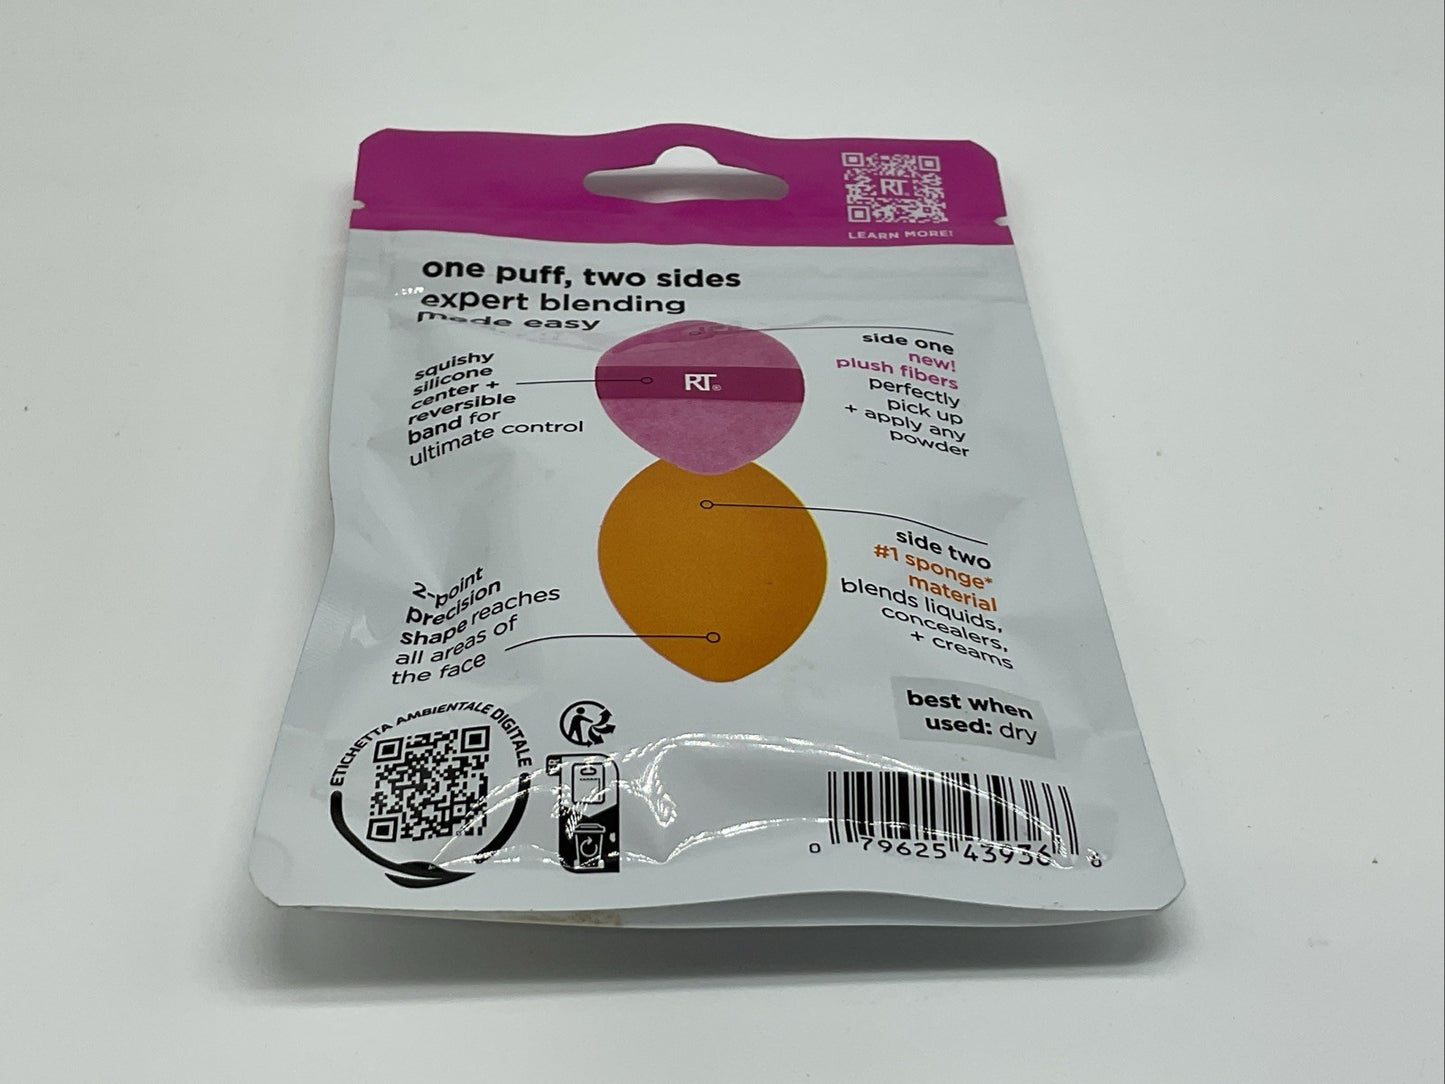 RT
LEARN MORE!
one puff, two sides
expert blending
made easy
squishy
silicone
center +
reversible
band for
ultimate control
RT®
side one
new!
plush fibers
perfectly
pick up
+ apply any
powder
side two
#1 sponge*
material
blends liquids,
concealers,
+ creams
2-point
precision
shape reaches
all areas of
the face
best when
used: dry
ETICHETTA AMBIENTALE DIGITALE
FR
0 79625 43936 8